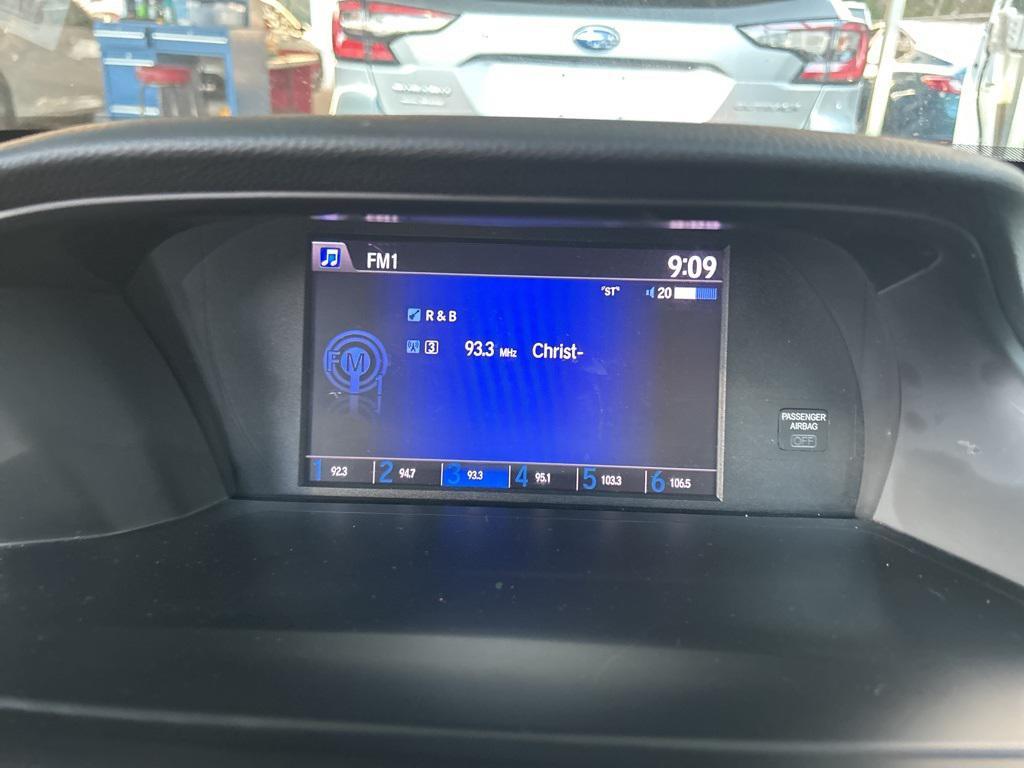 FM1
9:09
"ST"
20
R & B
FM
1
3 93.3 MHz Christ-
PASSENGER
AIRBAG
OFF
1 92.3 2 94.7 3 93.3 4 95.1 5 103.3 6 106.5